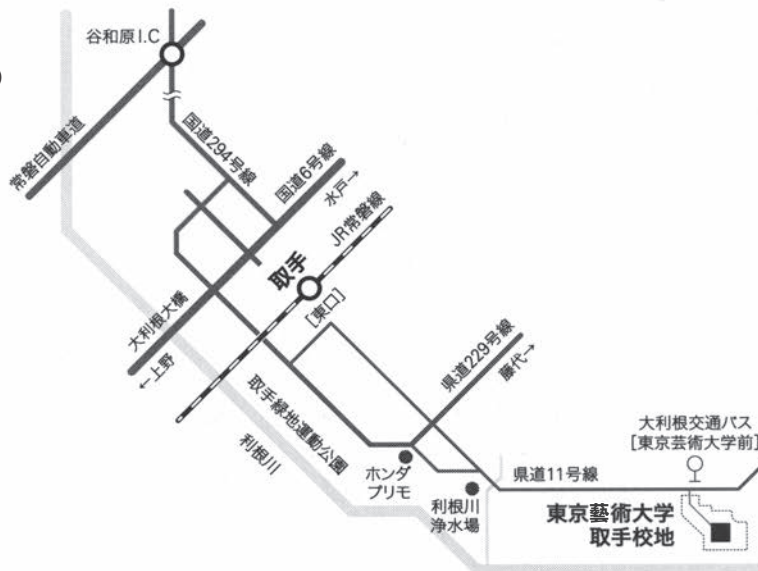 谷和原I.C
常磐自動車道
国道294号線
国道6号線
水戸→
JR常磐線
取手
[東口]
大利根大橋
←上野
取手緑地運動公園
利根川
県道229号線
藤代→
ホンダ
プリモ
利根川
浄水場
県道11号線
大利根交通バス
[東京芸術大学前]
東京藝術大学
取手校地